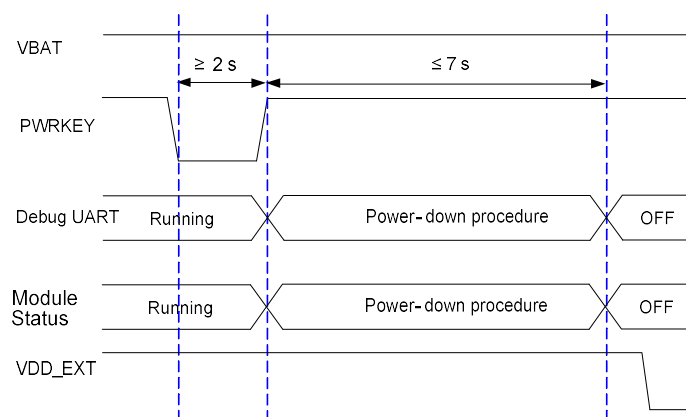 VBAT
≥ 2 s
≤ 7 s
PWRKEY
Debug UART
Running
Power-down procedure
OFF
Module
Status
Running
Power-down procedure
OFF
VDD_EXT